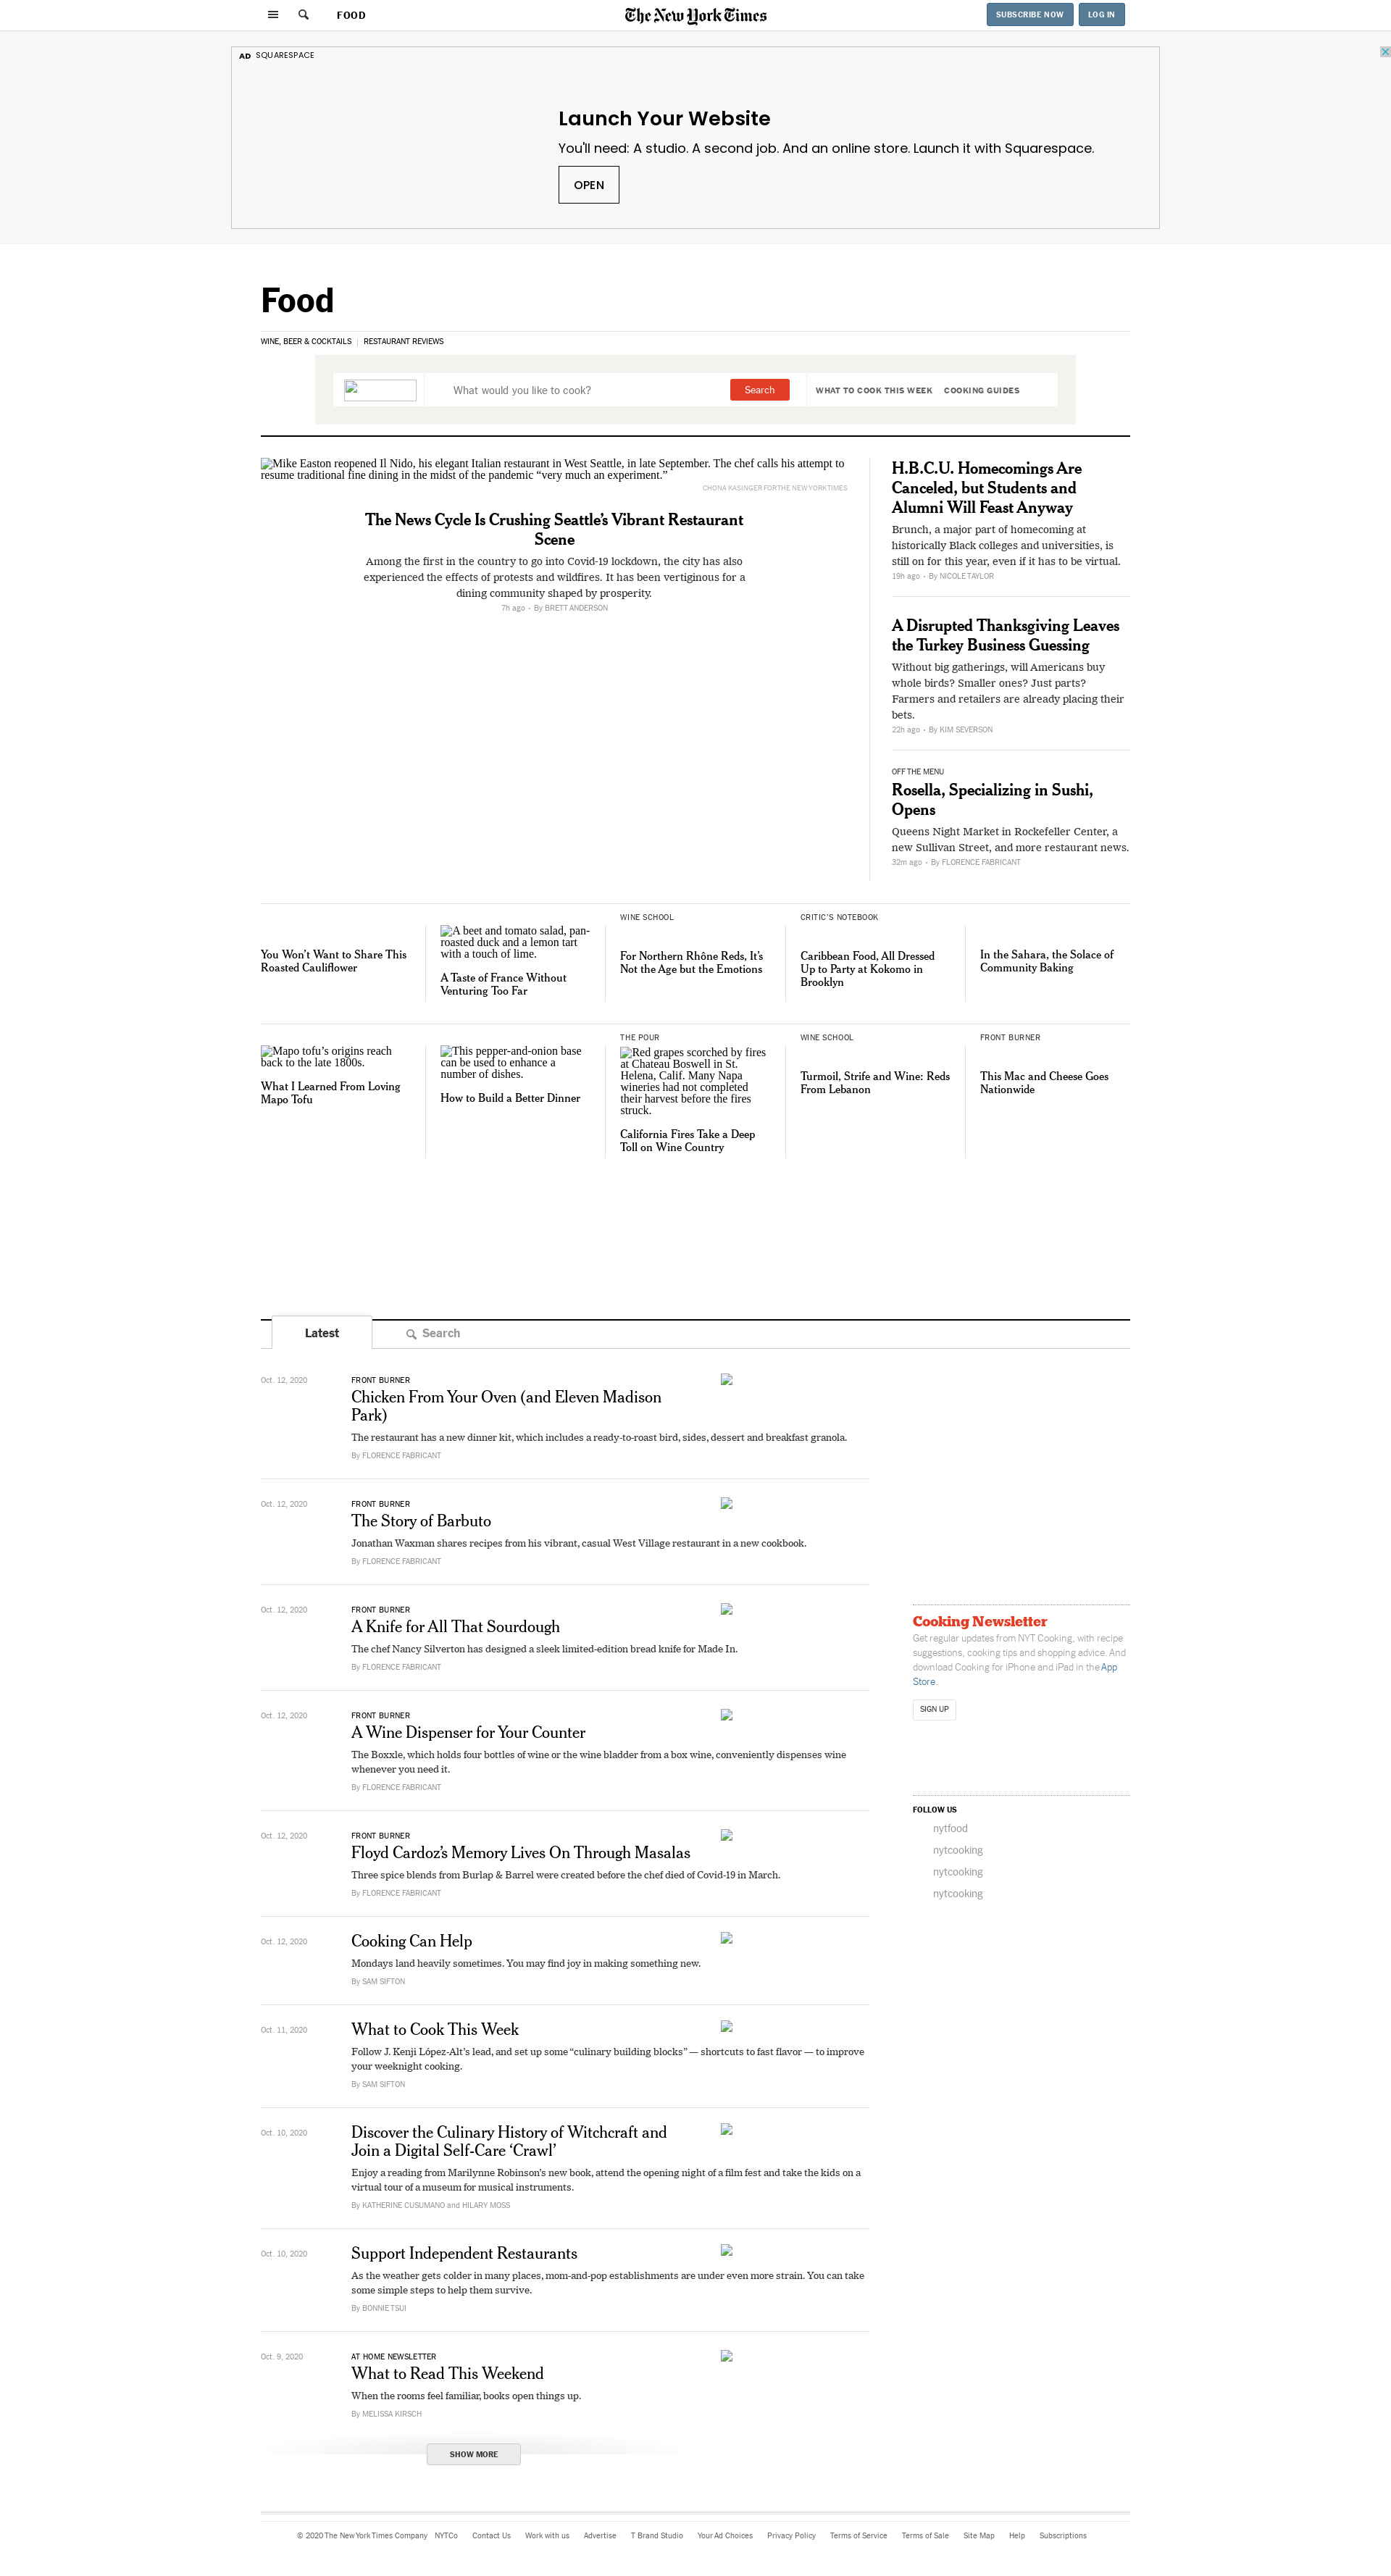 FOOD
The New York Times
SUBSCRIBE NOW
LOG IN
AD SQUARESPACE
Launch Your Website
You'll need: A studio. A second job. And an online store. Launch it with Squarespace.
OPEN
Food
WINE, BEER & COCKTAILS
RESTAURANT REVIEWS
What would you like to cook?
Search
WHAT TO COOK THIS WEEK
COOKING GUIDES
Mike Easton reopened Il Nido, his elegant Italian restaurant in West Seattle, in late September. The chef calls his attempt to
resume traditional fine dining in the midst of the pandemic “very much an experiment.”
CHONA KASINGER FOR THE NEW YORK TIMES
The News Cycle Is Crushing Seattle’s Vibrant Restaurant
Scene
Among the first in the country to go into Covid-19 lockdown, the city has also
experienced the effects of protests and wildfires. It has been vertiginous for a
dining community shaped by prosperity.
7h ago • By BRETT ANDERSON
H.B.C.U. Homecomings Are
Canceled, but Students and
Alumni Will Feast Anyway
Brunch, a major part of homecoming at
historically Black colleges and universities, is
still on for this year, even if it has to be virtual.
19h ago • By NICOLE TAYLOR
A Disrupted Thanksgiving Leaves
the Turkey Business Guessing
Without big gatherings, will Americans buy
whole birds? Smaller ones? Just parts?
Farmers and retailers are already placing their
bets.
22h ago • By KIM SEVERSON
OFF THE MENU
Rosella, Specializing in Sushi,
Opens
Queens Night Market in Rockefeller Center, a
new Sullivan Street, and more restaurant news.
32m ago • By FLORENCE FABRICANT
You Won’t Want to Share This
Roasted Cauliflower
A beet and tomato salad, pan-
roasted duck and a lemon tart
with a touch of lime.
A Taste of France Without
Venturing Too Far
WINE SCHOOL
For Northern Rhône Reds, It’s
Not the Age but the Emotions
CRITIC’S NOTEBOOK
Caribbean Food, All Dressed
Up to Party at Kokomo in
Brooklyn
In the Sahara, the Solace of
Community Baking
Mapo tofu’s origins reach
back to the late 1800s.
What I Learned From Loving
Mapo Tofu
This pepper-and-onion base
can be used to enhance a
number of dishes.
How to Build a Better Dinner
THE POUR
Red grapes scorched by fires
at Chateau Boswell in St.
Helena, Calif. Many Napa
wineries had not completed
their harvest before the fires
struck.
California Fires Take a Deep
Toll on Wine Country
WINE SCHOOL
Turmoil, Strife and Wine: Reds
From Lebanon
FRONT BURNER
This Mac and Cheese Goes
Nationwide
Latest
Search
Oct. 12, 2020
FRONT BURNER
Chicken From Your Oven (and Eleven Madison
Park)
The restaurant has a new dinner kit, which includes a ready-to-roast bird, sides, dessert and breakfast granola.
By FLORENCE FABRICANT
Oct. 12, 2020
FRONT BURNER
The Story of Barbuto
Jonathan Waxman shares recipes from his vibrant, casual West Village restaurant in a new cookbook.
By FLORENCE FABRICANT
Oct. 12, 2020
FRONT BURNER
A Knife for All That Sourdough
The chef Nancy Silverton has designed a sleek limited-edition bread knife for Made In.
By FLORENCE FABRICANT
Oct. 12, 2020
FRONT BURNER
A Wine Dispenser for Your Counter
The Boxxle, which holds four bottles of wine or the wine bladder from a box wine, conveniently dispenses wine
whenever you need it.
By FLORENCE FABRICANT
Oct. 12, 2020
FRONT BURNER
Floyd Cardoz’s Memory Lives On Through Masalas
Three spice blends from Burlap & Barrel were created before the chef died of Covid-19 in March.
By FLORENCE FABRICANT
Oct. 12, 2020
Cooking Can Help
Mondays land heavily sometimes. You may find joy in making something new.
By SAM SIFTON
Oct. 11, 2020
What to Cook This Week
Follow J. Kenji López-Alt’s lead, and set up some “culinary building blocks” — shortcuts to fast flavor — to improve
your weeknight cooking.
By SAM SIFTON
Oct. 10, 2020
Discover the Culinary History of Witchcraft and
Join a Digital Self-Care ‘Crawl’
Enjoy a reading from Marilynne Robinson’s new book, attend the opening night of a film fest and take the kids on a
virtual tour of a museum for musical instruments.
By KATHERINE CUSUMANO and HILARY MOSS
Oct. 10, 2020
Support Independent Restaurants
As the weather gets colder in many places, mom-and-pop establishments are under even more strain. You can take
some simple steps to help them survive.
By BONNIE TSUI
Oct. 9, 2020
AT HOME NEWSLETTER
What to Read This Weekend
When the rooms feel familiar, books open things up.
By MELISSA KIRSCH
SHOW MORE
Cooking Newsletter
Get regular updates from NYT Cooking, with recipe
suggestions, cooking tips and shopping advice. And
download Cooking for iPhone and iPad in the App
Store.
SIGN UP
FOLLOW US
nytfood
nytcooking
nytcooking
nytcooking
© 2020 The New York Times Company NYTCo Contact Us Work with us Advertise T Brand Studio Your Ad Choices Privacy Policy Terms of Service Terms of Sale Site Map Help Subscriptions